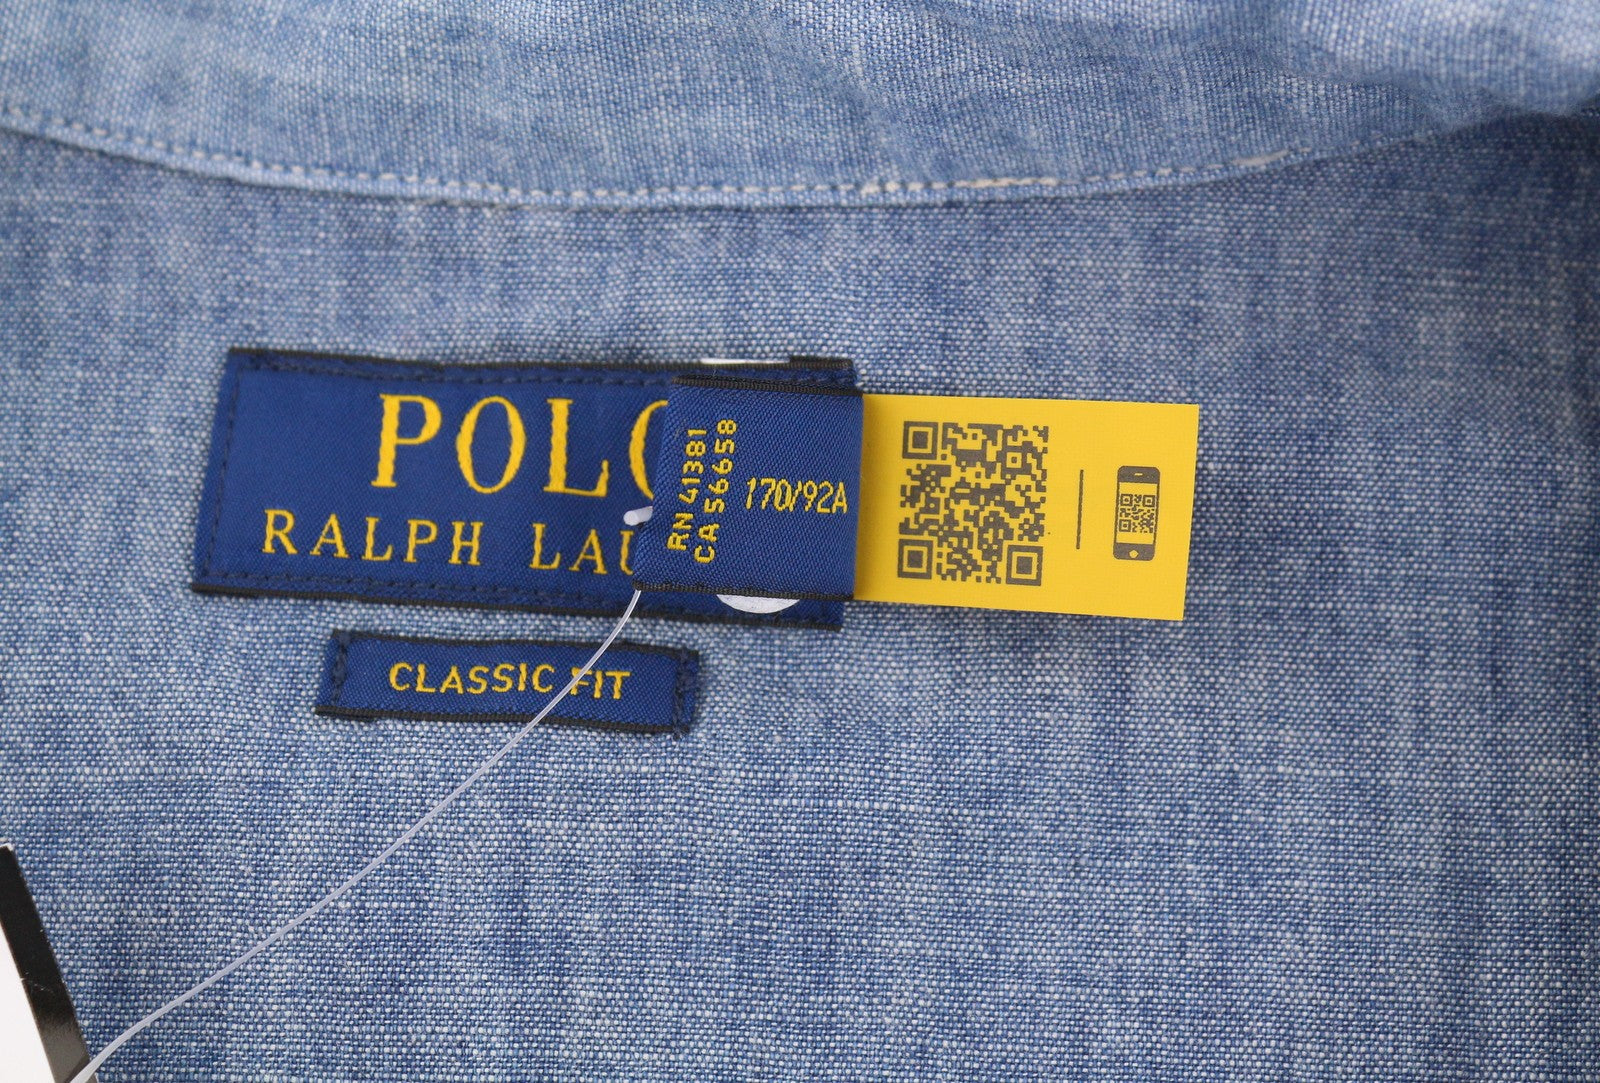 POLO
RALPH LAU
CLASSIC FIT
RN 41381
CA 56658
170/92A